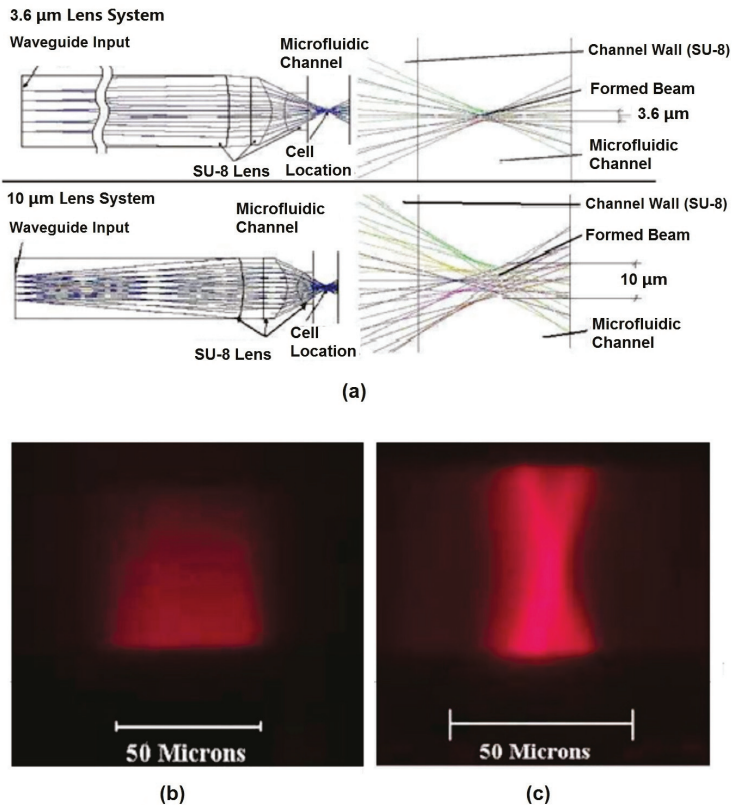 3.6 µm Lens System
Waveguide Input
Microfluidic
Channel
SU-8 Lens
Cell
Location
Channel Wall (SU-8)
Formed Beam
3.6 µm
Microfluidic
Channel
10 µm Lens System
Waveguide Input
Microfluidic
Channel
SU-8 Lens
Cell
Location
Channel Wall (SU-8)
Formed Beam
10 µm
Microfluidic
Channel
(a)
50 Microns
50 Microns
(b)
(c)